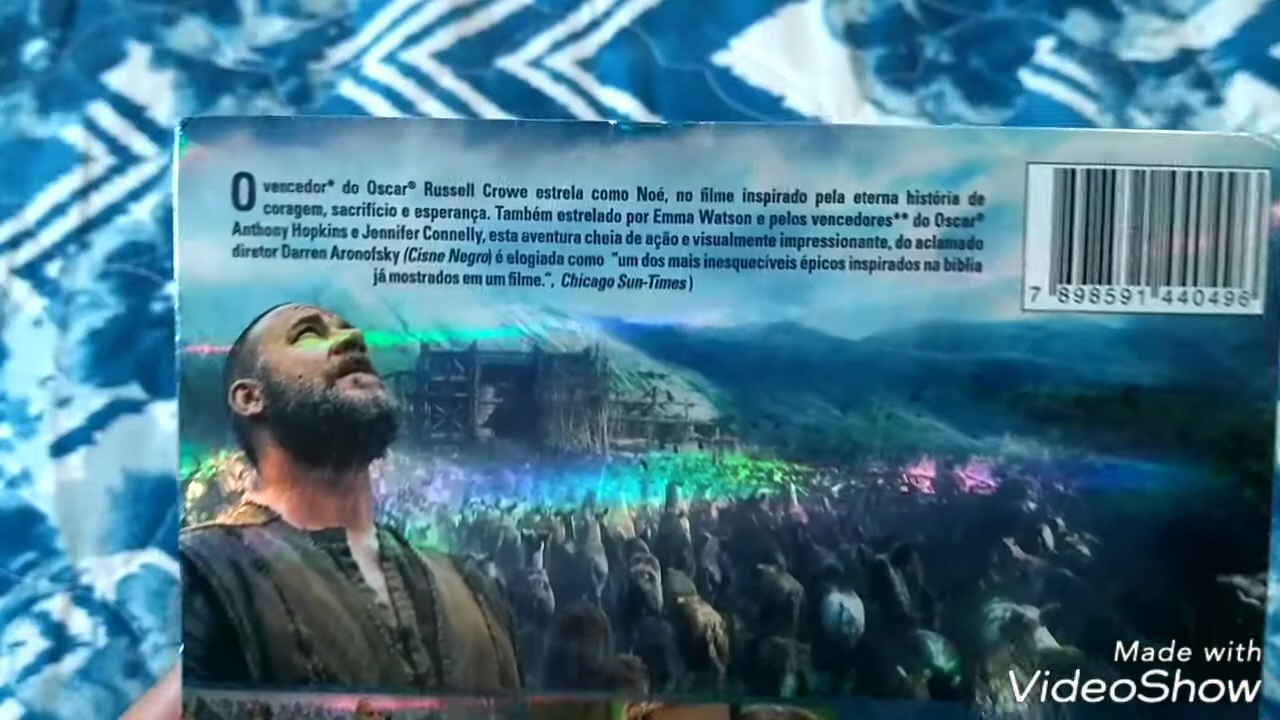 O vencedor* do Oscar® Russell Crowe estrela como Noé, no filme inspirado pela eterna história de
coragem, sacrifício e esperança. Também estrelado por Emma Watson e pelos vencedores** do Oscar®
Anthony Hopkins e Jennifer Connelly, esta aventura cheia de ação e visualmente impressionante, do aclamado
diretor Darren Aronofsky (Cisne Negro) é elogiada como "um dos mais inesquecíveis épicos inspirados na bíblia
já mostrados em um filme.", Chicago Sun-Times)
7 898591 440496
Made with
VideoShow